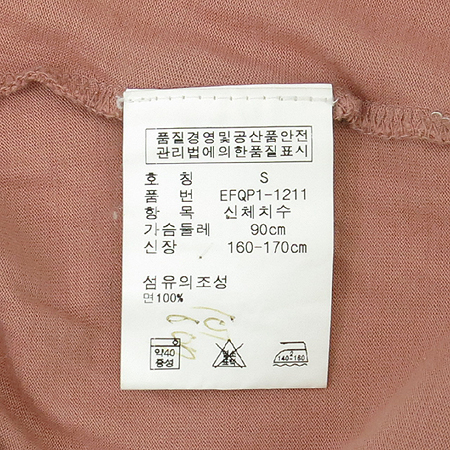 품질경영및공산품안전
관리법에의한품질표시
호 칭 S
품 번 EFQP1-1211
항 목 신체치수
가슴둘레 90cm
신장 160-170cm
섬유의조성
면100%
약40
중성
2
140-160